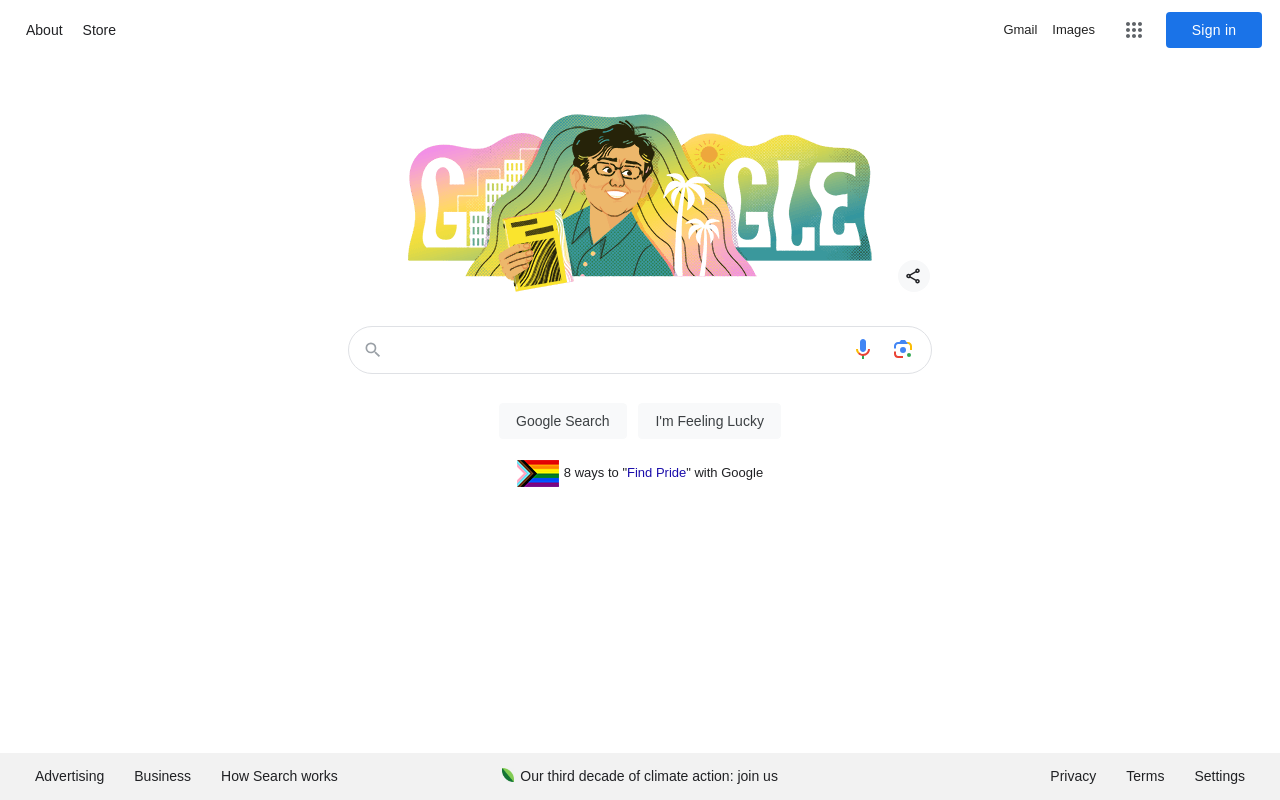 About Store
Gmail Images Sign in
G GLE
Google Search I'm Feeling Lucky
8 ways to "Find Pride" with Google
Advertising Business How Search works
Our third decade of climate action: join us
Privacy Terms Settings